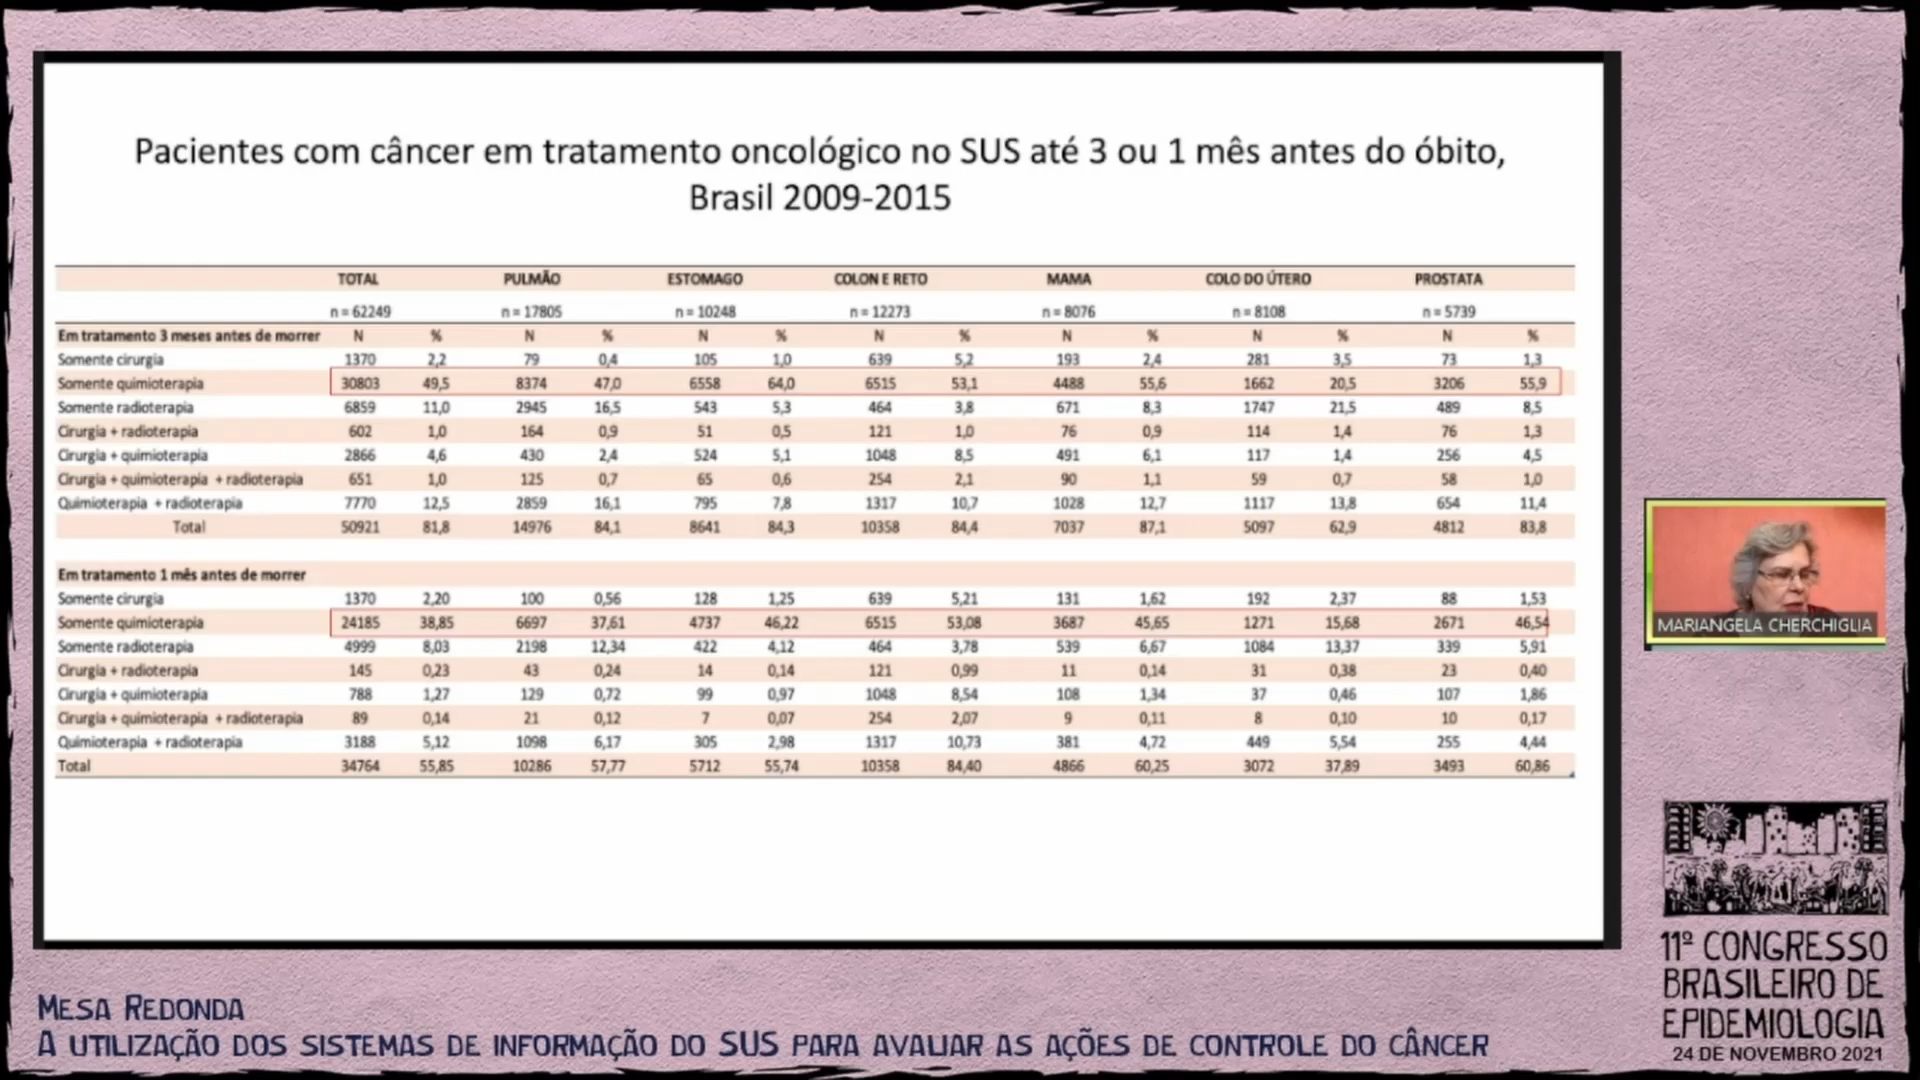 Pacientes com câncer em tratamento oncológico no SUS até 3 ou 1 mês antes do óbito,
Brasil 2009-2015
TOTAL PULMÃO ESTOMAGO COLON E RETO MAMA COLO DO ÚTERO PROSTATA
n = 62249 n = 17805 n = 10248 n = 12273 n = 8076 n = 8108 n = 5739
Em tratamento 3 meses antes de morrer N % N % N % N % N % N % N %
Somente cirurgia 1370 2,2 79 0,4 105 1,0 639 5,2 193 2,4 281 3,5 73 1,3
Somente quimioterapia 30803 49,5 8374 47,0 6558 64,0 6515 53,1 4488 55,6 1662 20,5 3206 55,9
Somente radioterapia 6859 11,0 2945 16,5 543 5,3 464 3,8 671 8,3 1747 21,5 489 8,5
Cirurgia + radioterapia 602 1,0 164 0,9 51 0,5 121 1,0 76 0,9 114 1,4 76 1,3
Cirurgia + quimioterapia 2866 4,6 430 2,4 524 5,1 1048 8,5 491 6,1 117 1,4 256 4,5
Cirurgia + quimioterapia + radioterapia 651 1,0 125 0,7 65 0,6 254 2,1 90 1,1 59 0,7 58 1,0
Quimioterapia + radioterapia 7770 12,5 2859 16,1 795 7,8 1317 10,7 1028 12,7 1117 13,8 654 11,4
Total 50921 81,8 14976 84,1 8641 84,3 10358 84,4 7037 87,1 5097 62,9 4812 83,8
Em tratamento 1 mês antes de morrer
Somente cirurgia 1370 2,20 100 0,56 128 1,25 639 5,21 131 1,62 192 2,37 88 1,53
Somente quimioterapia 24185 38,85 6697 37,61 4737 46,22 6515 53,08 3687 45,65 1271 15,68 2671 46,54
Somente radioterapia 4999 8,03 2198 12,34 422 4,12 464 3,78 539 6,67 1084 13,37 339 5,91
Cirurgia + radioterapia 145 0,23 43 0,24 14 0,14 121 0,99 11 0,14 31 0,38 23 0,40
Cirurgia + quimioterapia 788 1,27 129 0,72 99 0,97 1048 8,54 108 1,34 37 0,46 107 1,86
Cirurgia + quimioterapia + radioterapia 89 0,14 21 0,12 7 0,07 254 2,07 9 0,11 8 0,10 10 0,17
Quimioterapia + radioterapia 3188 5,12 1098 6,17 305 2,98 1317 10,73 381 4,72 449 5,54 255 4,44
Total 34764 55,85 10286 57,77 5712 55,74 10358 84,40 4866 60,25 3072 37,89 3493 60,86
MARIANGELA CHERCHIGLIA
11º CONGRESSO
BRASILEIRO DE
EPIDEMIOLOGIA
24 DE NOVEMBRO 2021
MESA REDONDA
A UTILIZAÇÃO DOS SISTEMAS DE INFORMAÇÃO DO SUS PARA AVALIAR AS AÇÕES DE CONTROLE DO CÂNCER